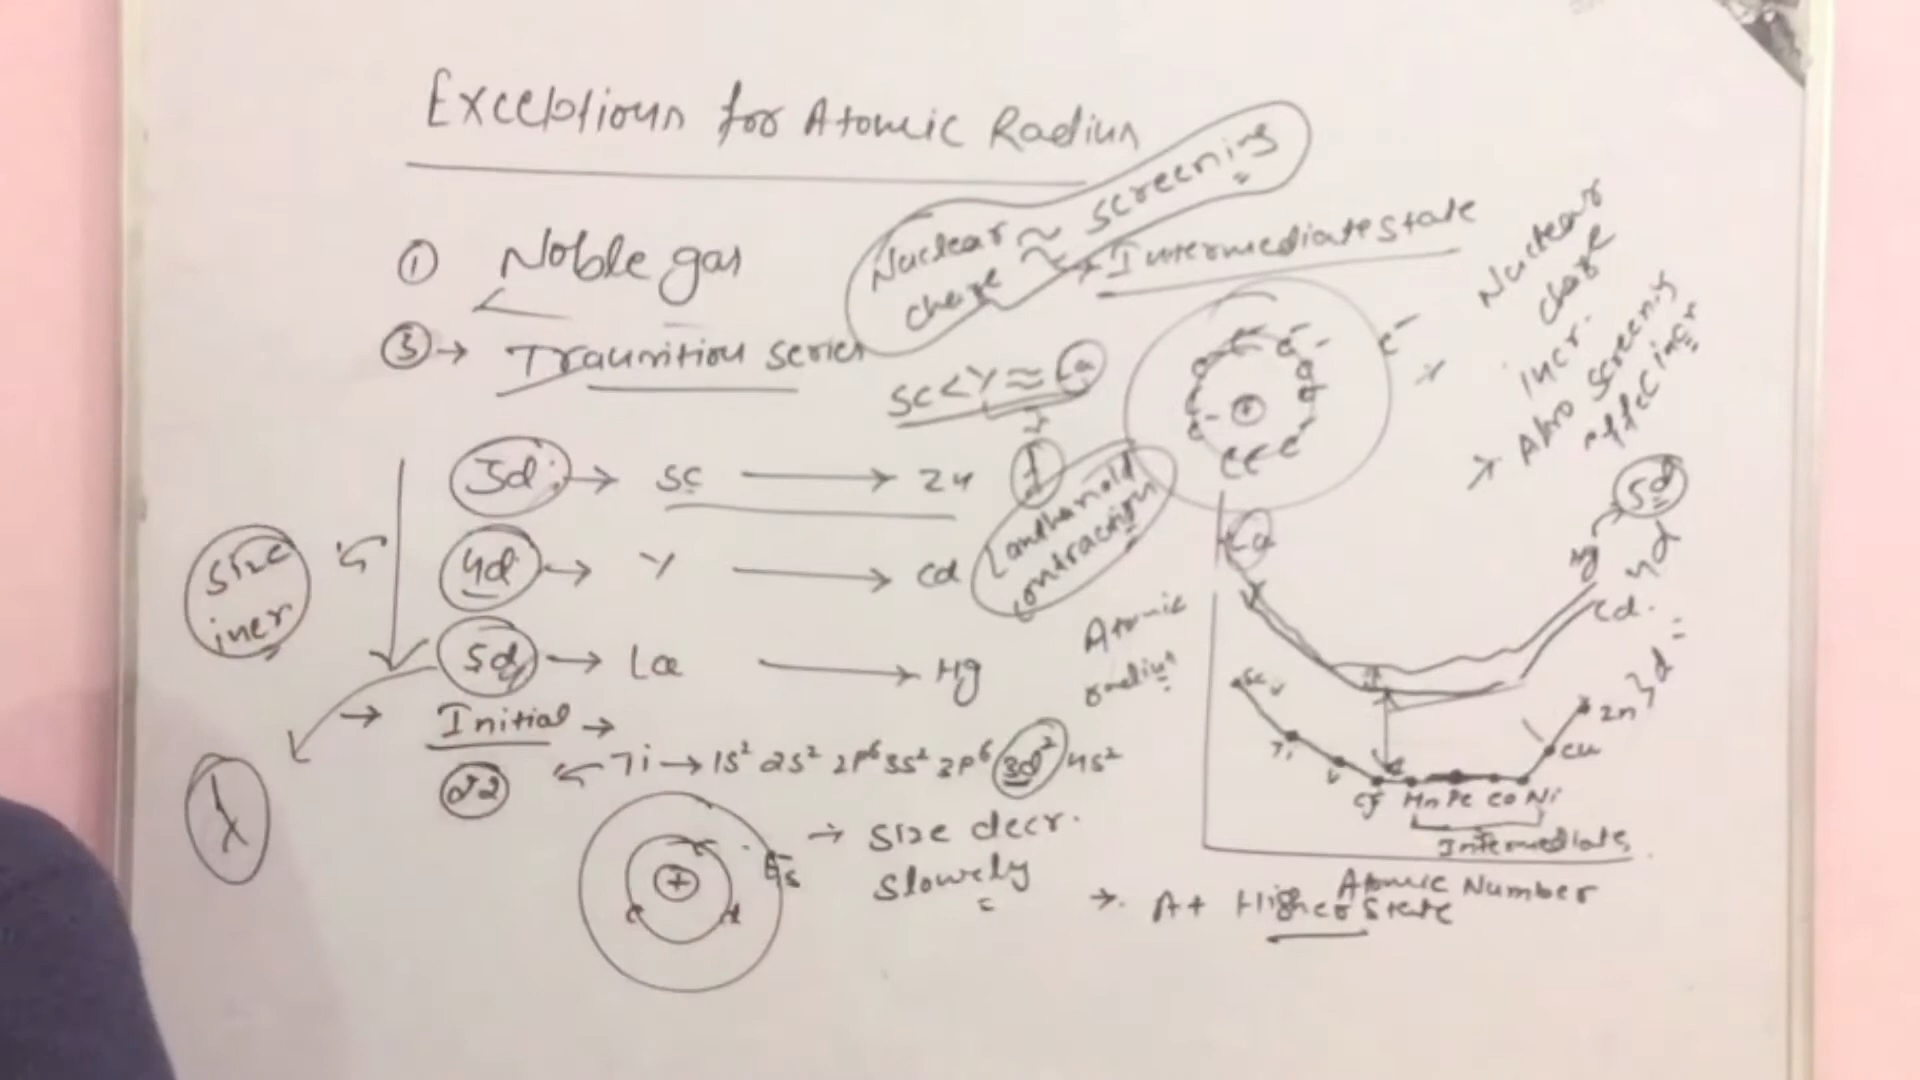 Exceptions for Atomic Radius
① Noble gas
Nuclear charge ≈ screening
→ Intermediate state
③ → Transition series
Sc < Y ≈ La
3d: → Sc → Zn
4d → Y → Cd
5d → La → Hg
Lanthanoid contraction
size incr.
→ Initial →
22
Ti → 1s² 2s² 2p⁶ 3s² 3p⁶ 3d² 4s²
→ size decr. slowely
→ At Higher State
e⁻
Nuclear charge incr.
→ Also screening effect incr
Atomic radius
La
Y
Hg 5d
Cd. 4d
Sc
Ti
V
Cr Mn Fe Co Ni
Cu
Zn 3d
Intermediate
Atomic Number